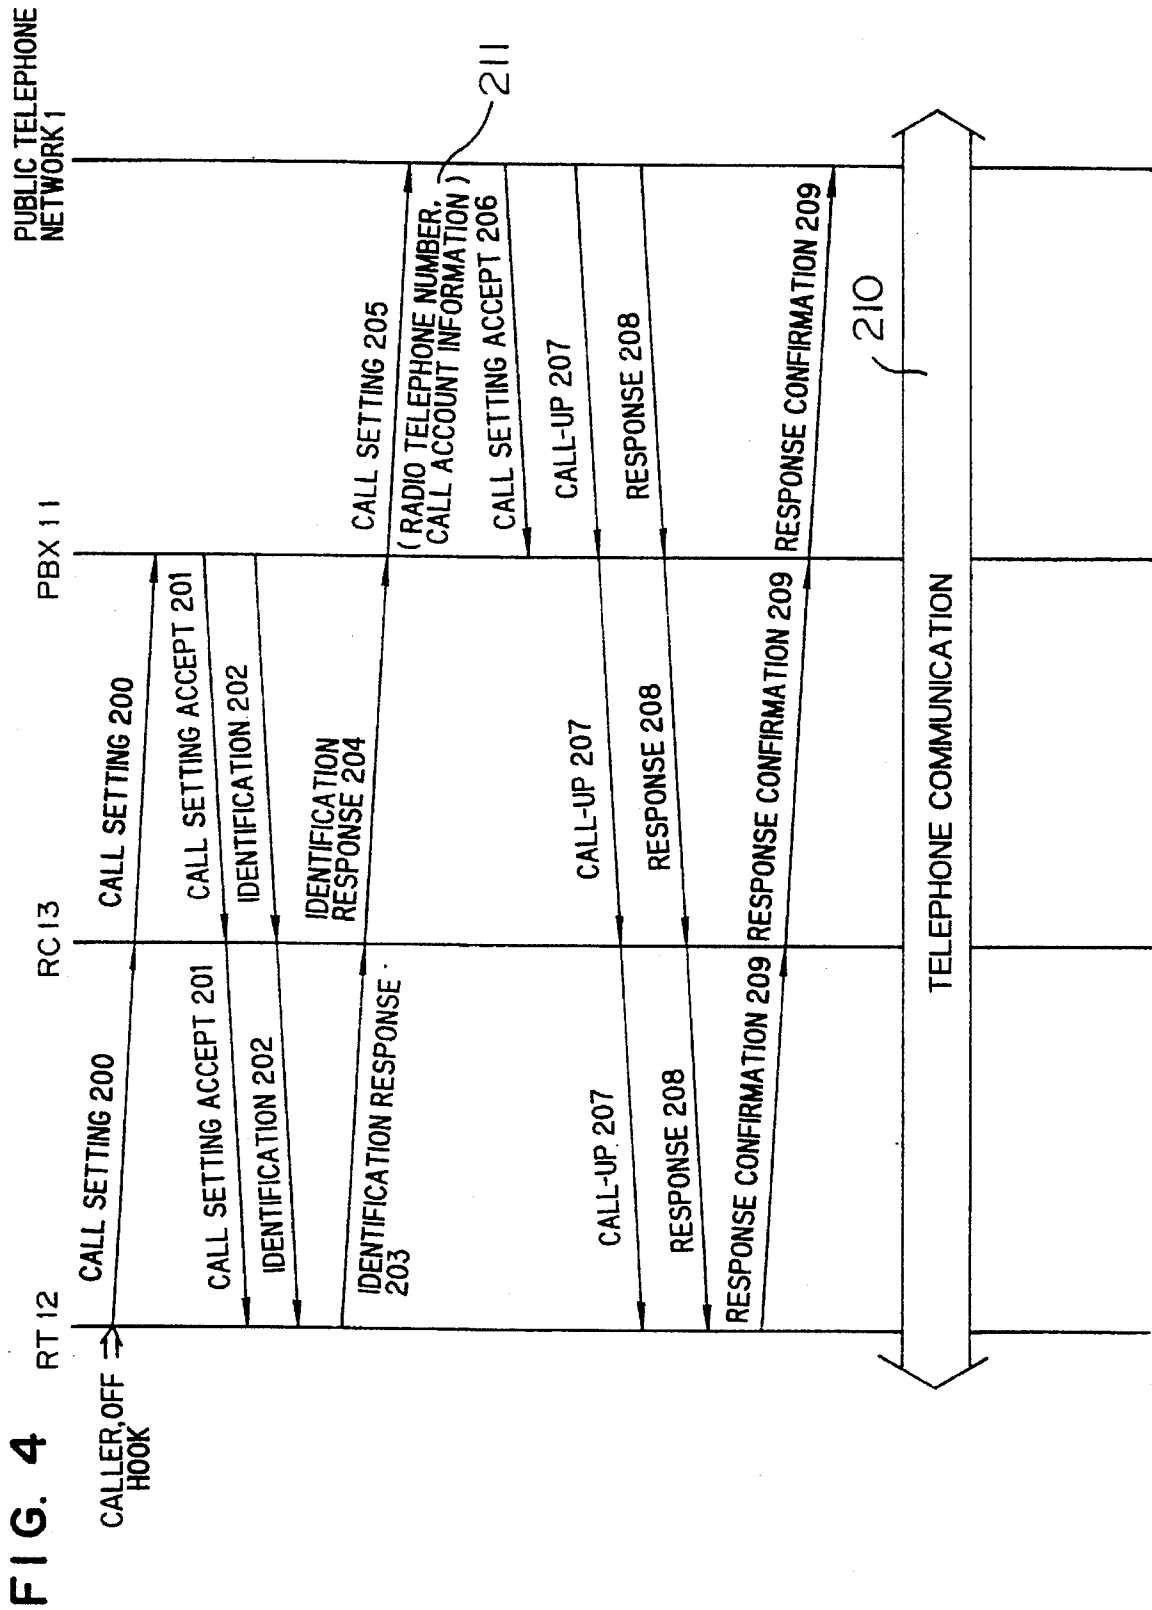 FIG. 4
RT 12
RC 13
PBX 11
PUBLIC TELEPHONE
NETWORK 1
CALLER, OFF
HOOK
CALL SETTING 200
CALL SETTING 200
CALL SETTING ACCEPT 201
CALL SETTING ACCEPT 201
IDENTIFICATION 202
IDENTIFICATION 202
IDENTIFICATION RESPONSE
203
IDENTIFICATION
RESPONSE 204
CALL SETTING 205
(RADIO TELEPHONE NUMBER,
CALL ACCOUNT INFORMATION)
211
CALL SETTING ACCEPT 206
CALL-UP 207
CALL-UP 207
CALL-UP 207
RESPONSE 208
RESPONSE 208
RESPONSE 208
RESPONSE CONFIRMATION 209
RESPONSE CONFIRMATION 209
RESPONSE CONFIRMATION 209
210
TELEPHONE COMMUNICATION